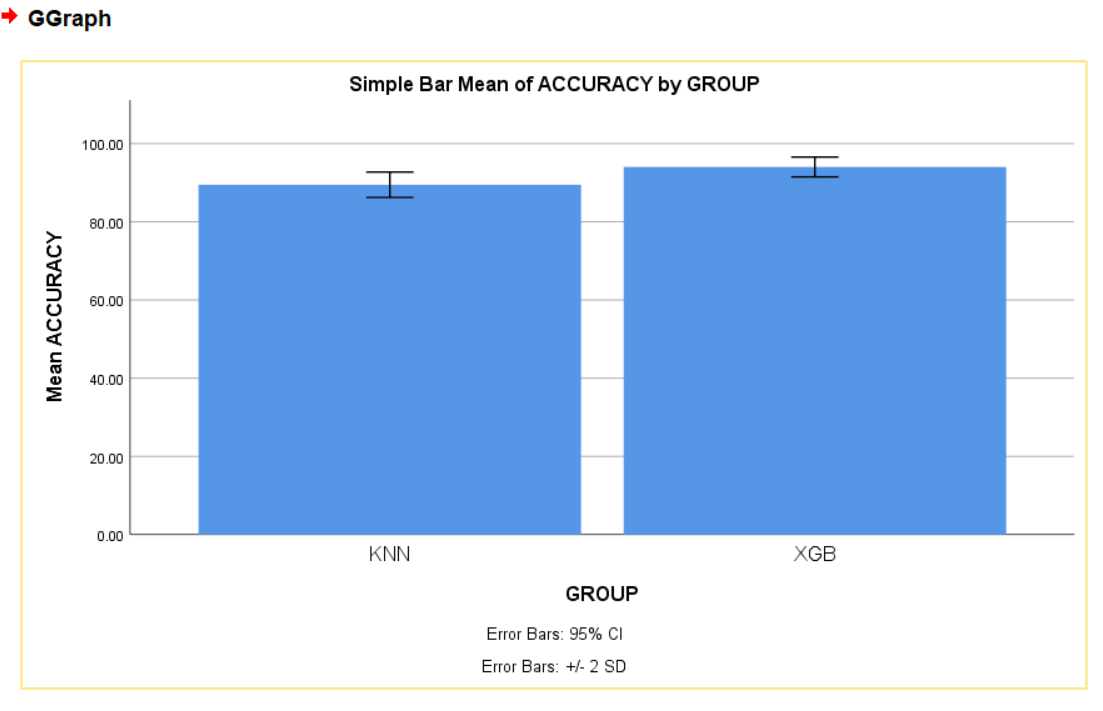 GGraph
Simple Bar Mean of ACCURACY by GROUP
Mean ACCURACY
100.00
80.00
60.00
40.00
20.00
0.00
KNN XGB
GROUP
Error Bars: 95% CI
Error Bars: +/- 2 SD